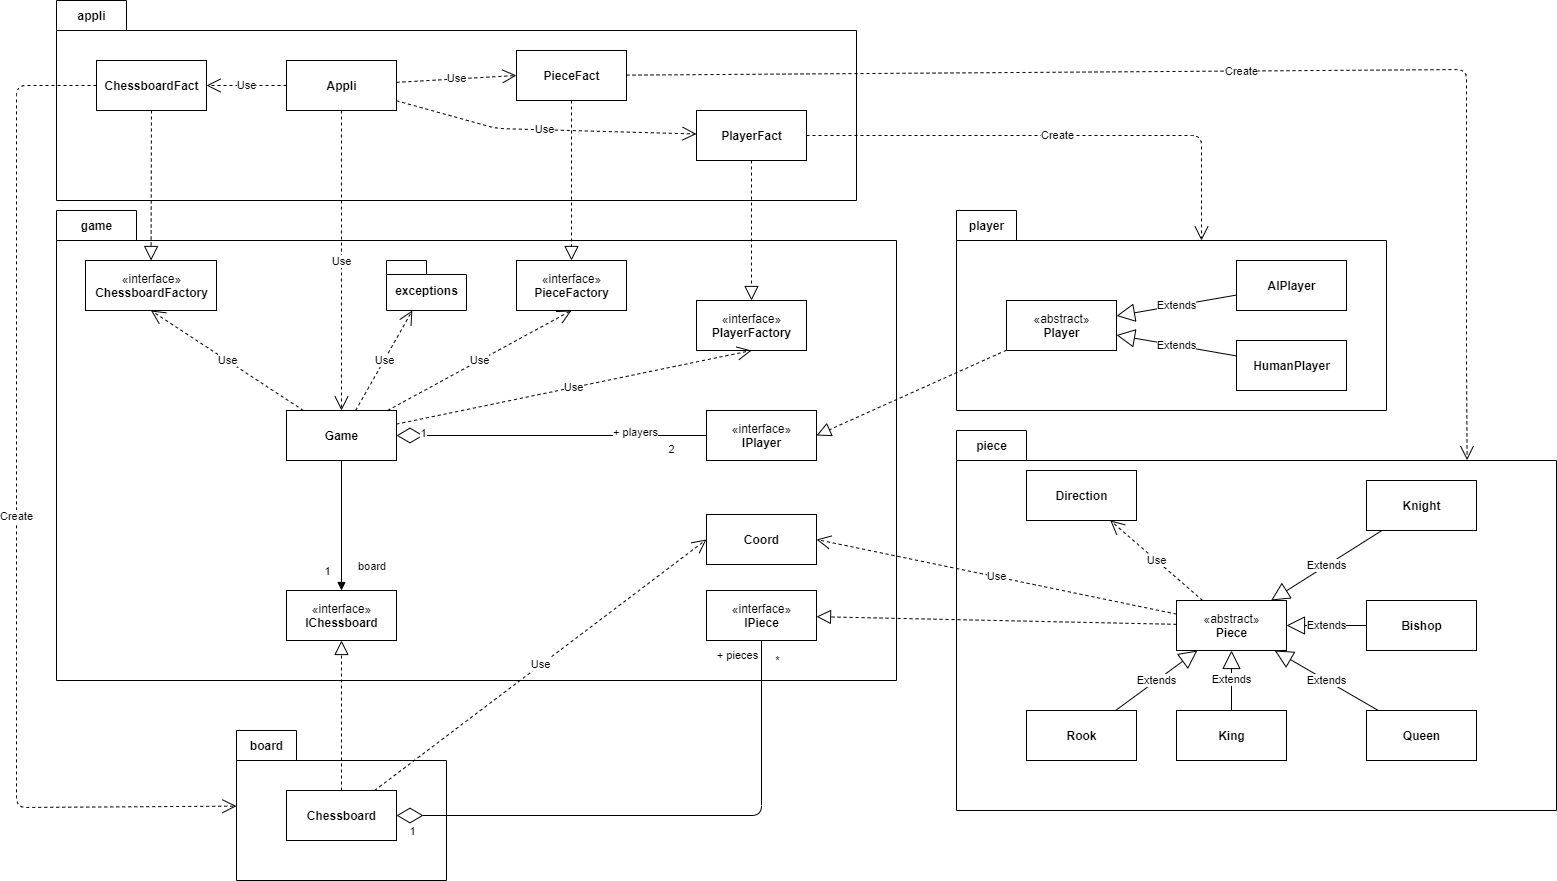 appli
ChessboardFact
Use
Appli
Use
PieceFact
Create
Use
PlayerFact
Create
game
player
«interface»
ChessboardFactory
Use
exceptions
«interface»
PieceFactory
«interface»
PlayerFactory
«abstract»
Player
Extends
AIPlayer
Extends
HumanPlayer
Use
Use
Use
Use
Game
1
+ players
2
«interface»
IPlayer
piece
Direction
Knight
Create
Coord
Use
Use
Extends
1
board
«interface»
IChessboard
«interface»
IPiece
«abstract»
Piece
Extends
Bishop
+ pieces
*
Use
Extends
Extends
Extends
Rook
King
Queen
board
Chessboard
1